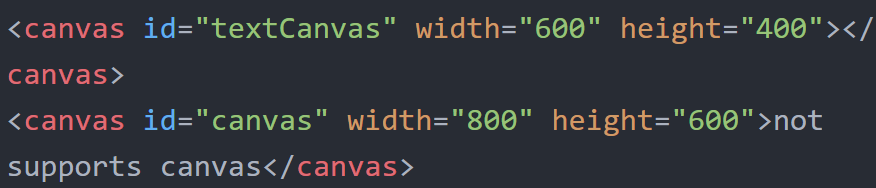 <canvas id="textCanvas" width="600" height="400"></
canvas>
<canvas id="canvas" width="800" height="600">not
supports canvas</canvas>